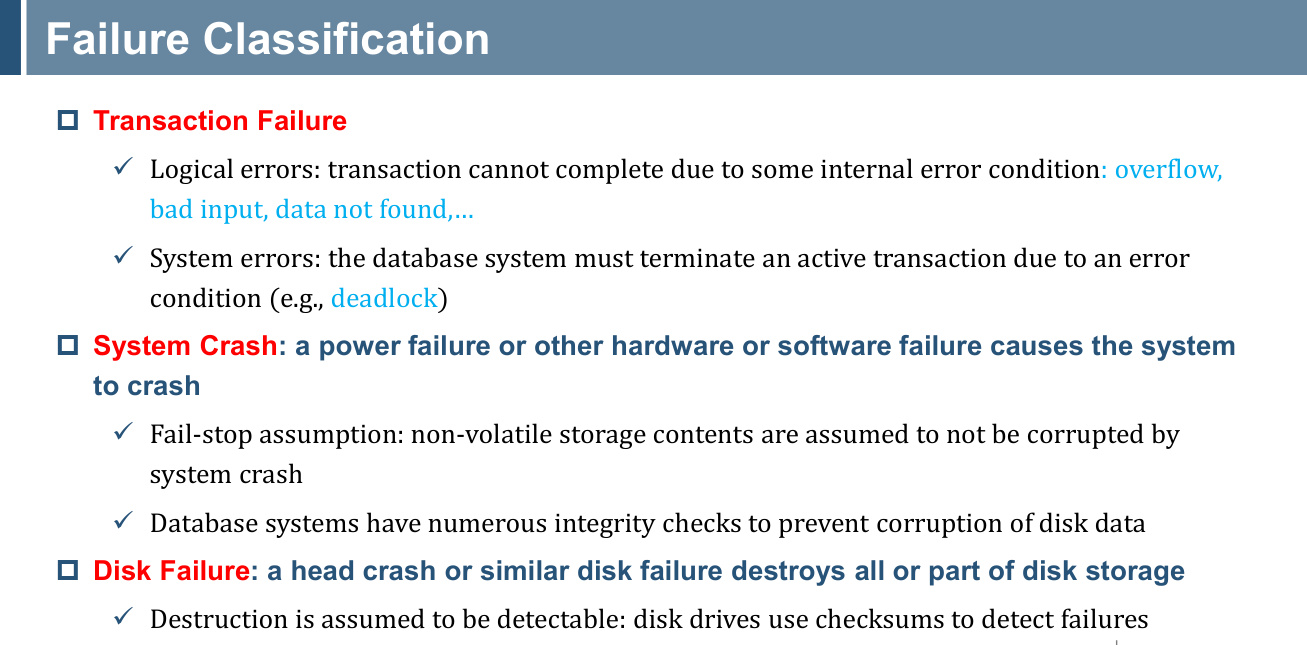 Failure Classification
Transaction Failure
Logical errors: transaction cannot complete due to some internal error condition: overflow,
bad input, data not found,...
System errors: the database system must terminate an active transaction due to an error
condition (e.g., deadlock)
System Crash: a power failure or other hardware or software failure causes the system
to crash
Fail-stop assumption: non-volatile storage contents are assumed to not be corrupted by
system crash
Database systems have numerous integrity checks to prevent corruption of disk data
Disk Failure: a head crash or similar disk failure destroys all or part of disk storage
Destruction is assumed to be detectable: disk drives use checksums to detect failures